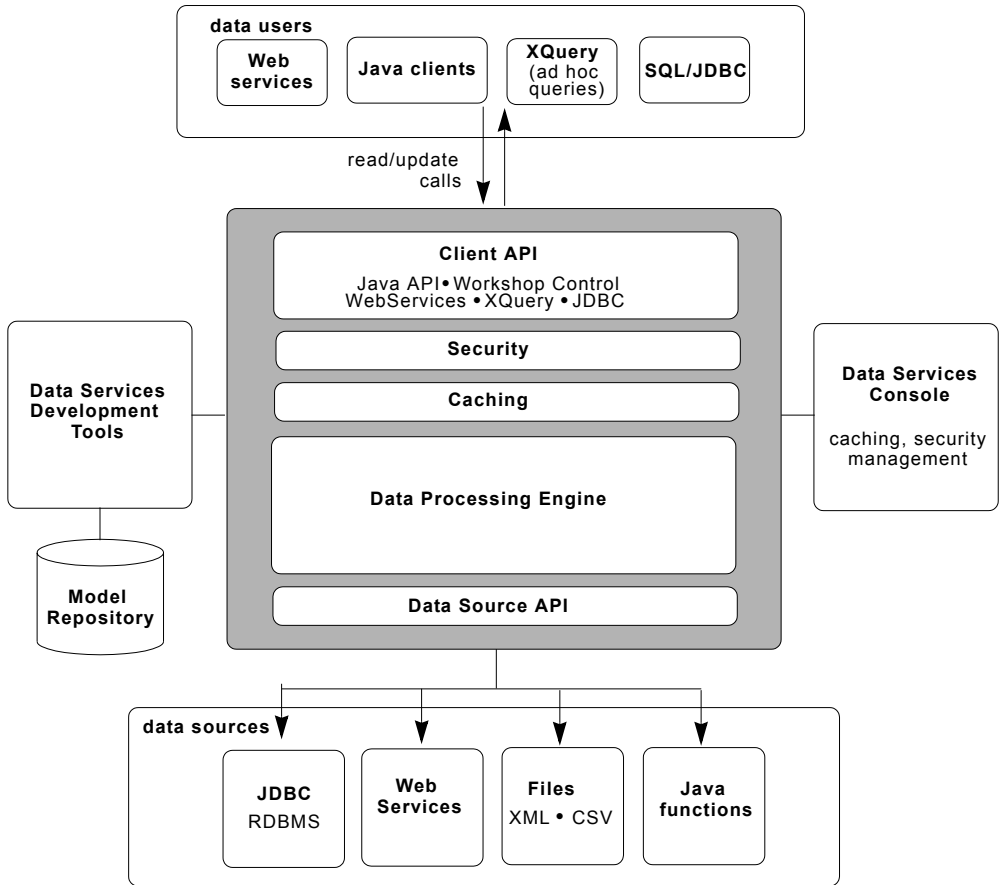 data users
Web
services
Java clients
XQuery
(ad hoc
queries)
SQL/JDBC
read/update
calls
Client API
Java API • Workshop Control
WebServices • XQuery • JDBC
Security
Caching
Data Processing Engine
Data Source API
Data Services
Development
Tools
Model
Repository
Data Services
Console
caching, security
management
data sources
JDBC
RDBMS
Web
Services
Files
XML • CSV
Java
functions